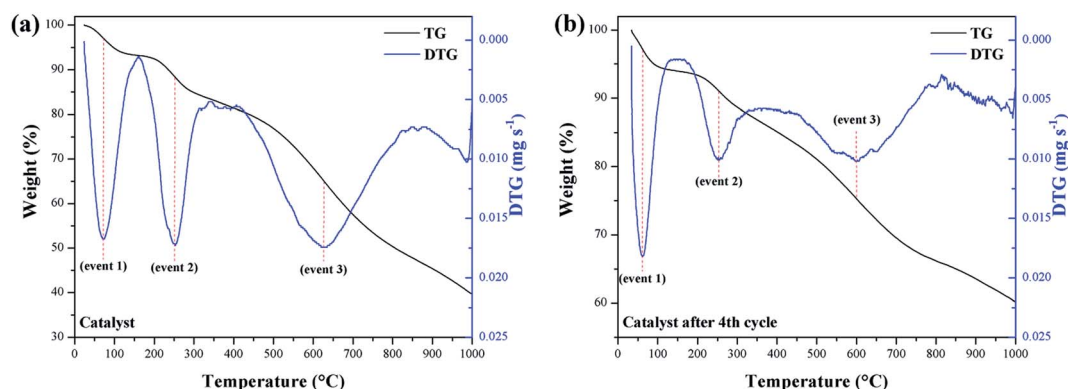 (a)
TG
DTG
Weight (%)
100
90
80
70
60
50
40
30
0.000
0.005
0.010
0.015
0.020
0.025
DTG (mg s-1)
(event 1)
(event 2)
(event 3)
Catalyst
0 100 200 300 400 500 600 700 800 900 1000
Temperature (°C)
(b)
TG
DTG
Weight (%)
100
90
80
70
60
0.000
0.005
0.010
0.015
0.020
0.025
DTG (mg s-1)
(event 3)
(event 2)
(event 1)
Catalyst after 4th cycle
0 100 200 300 400 500 600 700 800 900 1000
Temperature (°C)